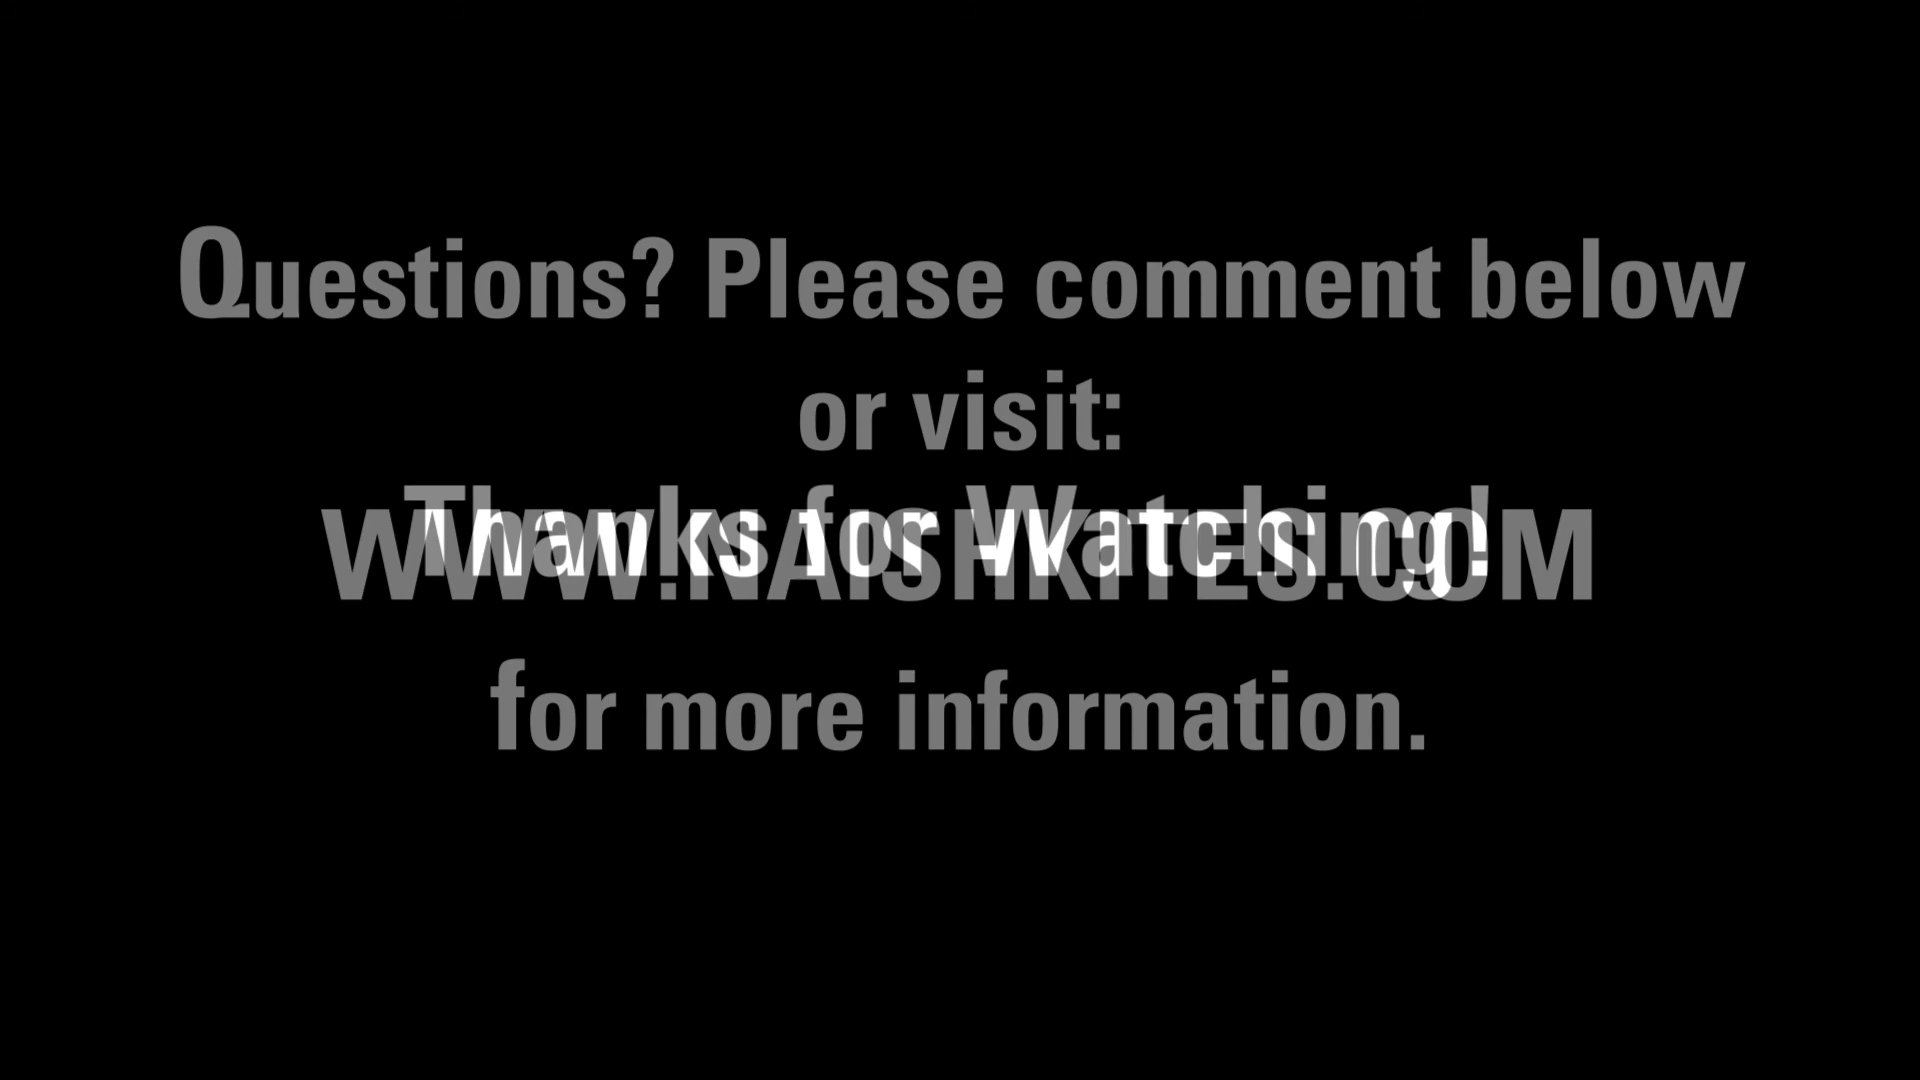 Questions? Please comment below
or visit:
Thanks for Watching!
WWW.NAISHKITES.COM
for more information.